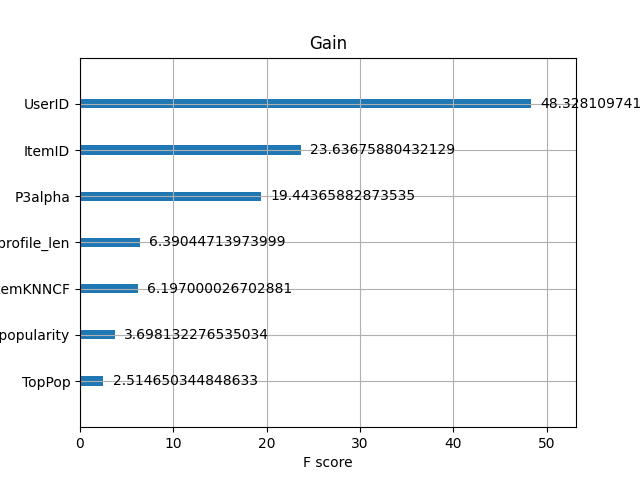 Gain
UserID
48.328109741
ItemID
23.63675880432129
P3alpha
19.44365882873535
profile_len
6.39044713973999
emKNNCF
6.197000026702881
popularity
3.698132276535034
TopPop
2.514650344848633
0 10 20 30 40 50
F score